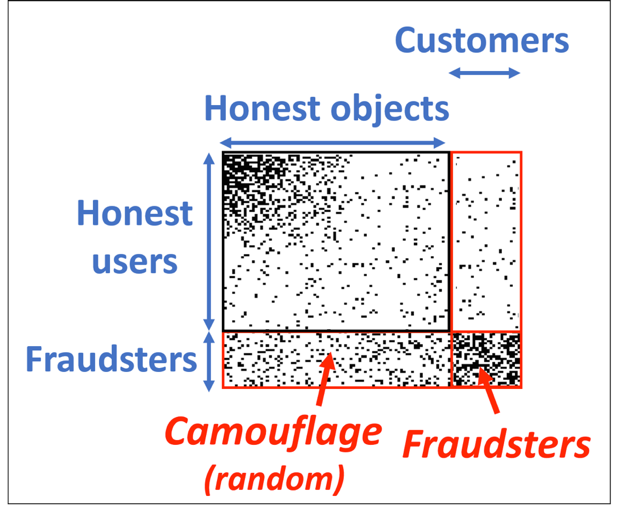 Customers
Honest objects
Honest
users
Fraudsters
Camouflage
(random)
Fraudsters